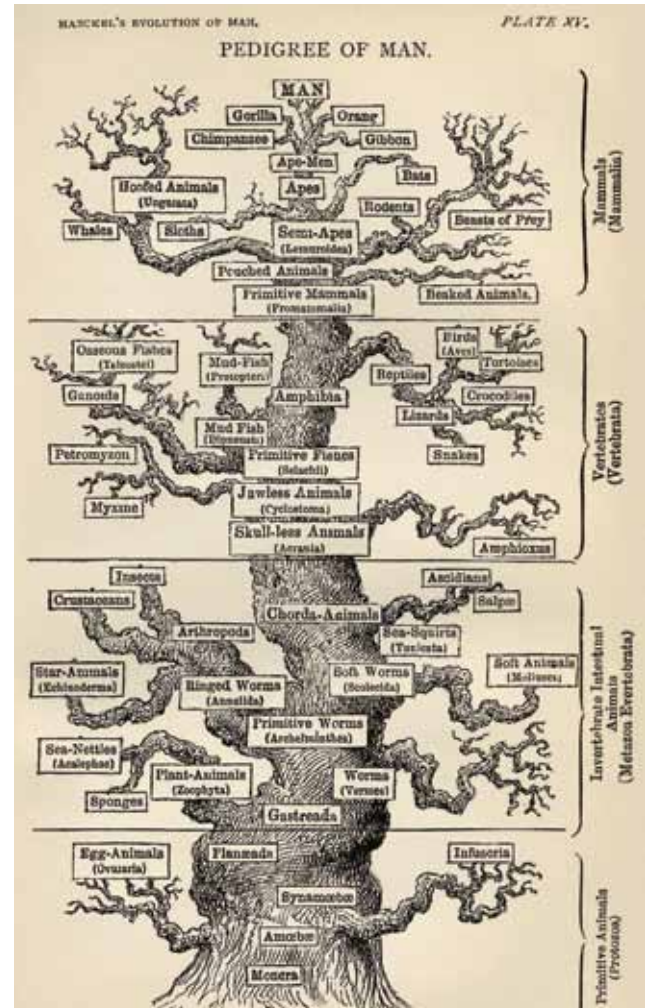 HAECKEL'S EVOLUTION OF MAN.
PLATE XV.
PEDIGREE OF MAN.
MAN
Gorilla
Orang
Chimpanzee
Gibbon
Ape-Men
Bats
Apes
Hoofed Animals
(Ungulata)
Rodents
Beasts of Prey
Whales
Sloths
Semi-Apes
(Lemuroidea)
Pouched Animals
Primitive Mammals
(Promammalia)
Beaked Animals.
Mammals
(Mammalia)
Osseous Fishes
(Teleostei)
Mud-Fish
(Protopteri)
Birds
(Aves)
Tortoises
Reptiles
Ganoids
Amphibia
Crocodiles
Lizards
Mud Fish
(Dipneusta)
Petromyzon
Primitive Fishes
(Selachii)
Snakes
Myxine
Jawless Animals
(Cyclostoma)
Skull-less Animals
(Acrania)
Amphioxus
Vertebrates
(Vertebrata)
Insects
Ascidians
Crustaceans
Salpæ
Chorda-Animals
Arthropoda
Sea-Squirts
(Tunicata)
Star-Animals
(Echinderma)
Ringed Worms
(Annelida)
Soft Worms
(Scolecida)
Soft Animals
(Mollusca)
Primitive Worms
(Archelminthes)
Sea-Nettles
(Acalephae)
Plant-Animals
(Zoophyta)
Worms
(Vermes)
Sponges
Gastreada
Invertebrate Intestinal
Animals
(Metazoa Evertebrata)
Egg-Animals
(Ovularia)
Planæada
Infusoria
Synamœbæ
Amœbæ
Monera
Primitive Animals
(Protozoa)